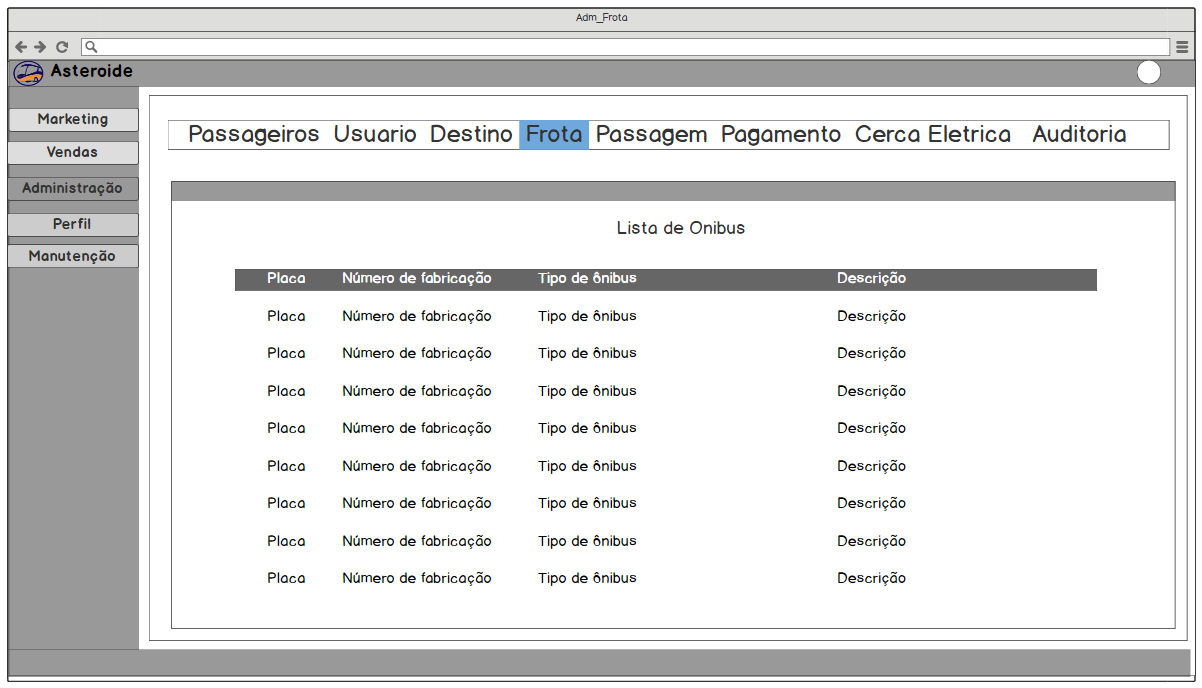 Adm_Frota
Asteroide
Marketing
Vendas
Administração
Perfil
Manutenção
Passageiros Usuario Destino Frota Passagem Pagamento Cerca Eletrica Auditoria
Lista de Onibus
Placa Número de fabricação Tipo de ônibus Descrição
Placa Número de fabricação Tipo de ônibus Descrição
Placa Número de fabricação Tipo de ônibus Descrição
Placa Número de fabricação Tipo de ônibus Descrição
Placa Número de fabricação Tipo de ônibus Descrição
Placa Número de fabricação Tipo de ônibus Descrição
Placa Número de fabricação Tipo de ônibus Descrição
Placa Número de fabricação Tipo de ônibus Descrição
Placa Número de fabricação Tipo de ônibus Descrição